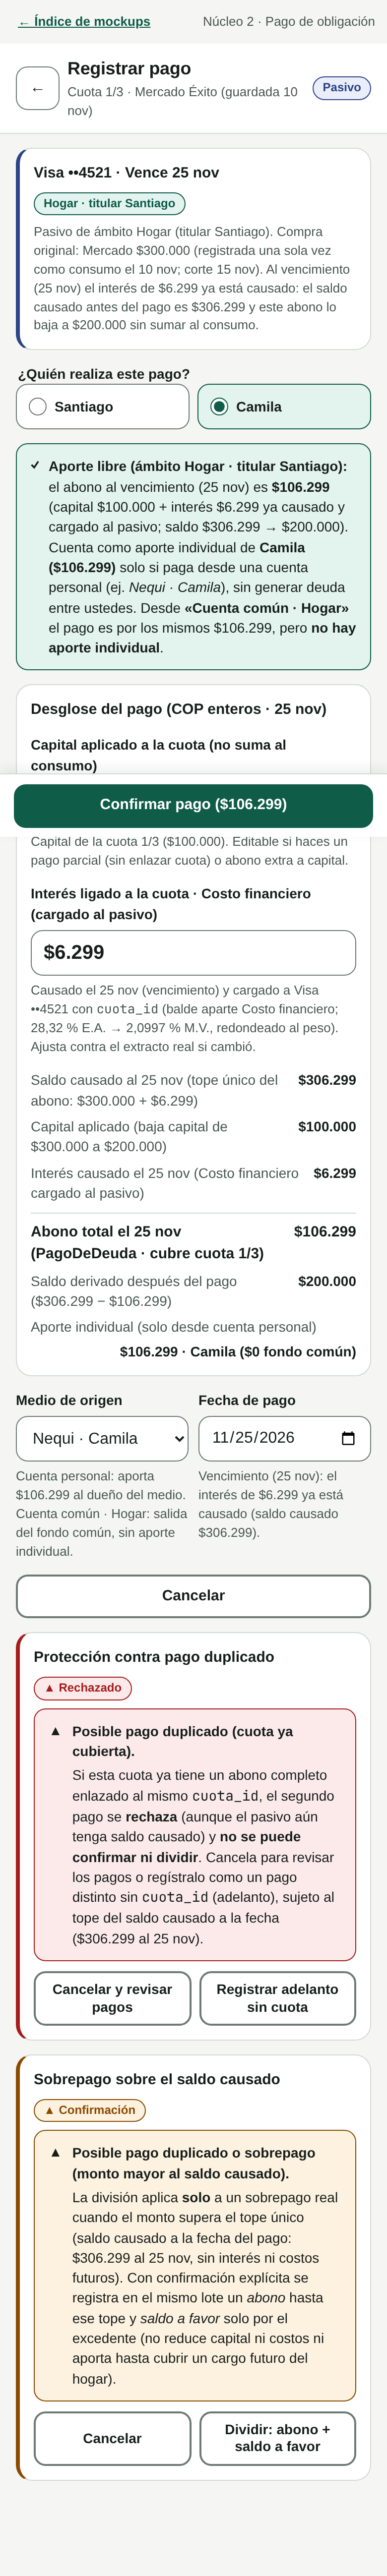 ← Índice de mockups
Núcleo 2 · Pago de obligación
←
Registrar pago
Cuota 1/3 · Mercado Éxito (guardada 10
nov)
Pasivo
Visa ••4521 · Vence 25 nov
Hogar · titular Santiago
Pasivo de ámbito Hogar (titular Santiago). Compra
original: Mercado $300.000 (registrada una sola vez
como consumo el 10 nov; corte 15 nov). Al vencimiento
(25 nov) el interés de $6.299 ya está causado: el saldo
causado antes del pago es $306.299 y este abono lo
baja a $200.000 sin sumar al consumo.
¿Quién realiza este pago?
Santiago
Camila
✓ Aporte libre (ámbito Hogar · titular Santiago):
el abono al vencimiento (25 nov) es $106.299
(capital $100.000 + interés $6.299 ya causado y
cargado al pasivo; saldo $306.299 → $200.000).
Cuenta como aporte individual de Camila
($106.299) solo si paga desde una cuenta
personal (ej. Nequi · Camila), sin generar deuda
entre ustedes. Desde «Cuenta común · Hogar»
el pago es por los mismos $106.299, pero no hay
aporte individual.
Desglose del pago (COP enteros · 25 nov)
Capital aplicado a la cuota (no suma al
consumo)
Confirmar pago ($106.299)
Capital de la cuota 1/3 ($100.000). Editable si haces un
pago parcial (sin enlazar cuota) o abono extra a capital.
Interés ligado a la cuota · Costo financiero
(cargado al pasivo)
$6.299
Causado el 25 nov (vencimiento) y cargado a Visa
••4521 con cuota_id (balde aparte Costo financiero;
28,32 % E.A. → 2,0997 % M.V., redondeado al peso).
Ajusta contra el extracto real si cambió.
Saldo causado al 25 nov (tope único del
abono: $300.000 + $6.299)
$306.299
Capital aplicado (baja capital de
$300.000 a $200.000)
$100.000
Interés causado el 25 nov (Costo financiero
cargado al pasivo)
$6.299
Abono total el 25 nov
(PagoDeDeuda · cubre cuota 1/3)
$106.299
Saldo derivado después del pago
($306.299 − $106.299)
$200.000
Aporte individual (solo desde cuenta personal)
$106.299 · Camila ($0 fondo común)
Medio de origen
Nequi · Camila
Cuenta personal: aporta
$106.299 al dueño del medio.
Cuenta común · Hogar: salida
del fondo común, sin aporte
individual.
Fecha de pago
11/25/2026
Vencimiento (25 nov): el
interés de $6.299 ya está
causado (saldo causado
$306.299).
Cancelar
Protección contra pago duplicado
▲ Rechazado
▲ Posible pago duplicado (cuota ya
cubierta).
Si esta cuota ya tiene un abono completo
enlazado al mismo cuota_id, el segundo
pago se rechaza (aunque el pasivo aún
tenga saldo causado) y no se puede
confirmar ni dividir. Cancela para revisar
los pagos o regístralo como un pago
distinto sin cuota_id (adelanto), sujeto al
tope del saldo causado a la fecha
($306.299 al 25 nov).
Cancelar y revisar
pagos
Registrar adelanto
sin cuota
Sobrepago sobre el saldo causado
▲ Confirmación
▲ Posible pago duplicado o sobrepago
(monto mayor al saldo causado).
La división aplica solo a un sobrepago real
cuando el monto supera el tope único
(saldo causado a la fecha del pago:
$306.299 al 25 nov, sin interés ni costos
futuros). Con confirmación explícita se
registra en el mismo lote un abono hasta
ese tope y saldo a favor solo por el
excedente (no reduce capital ni costos ni
aporta hasta cubrir un cargo futuro del
hogar).
Cancelar
Dividir: abono +
saldo a favor